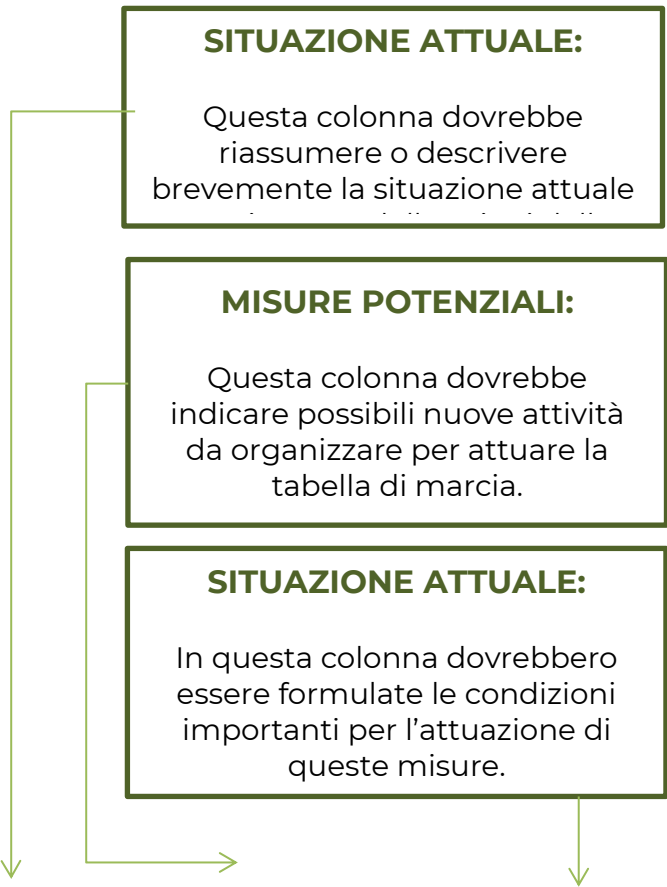 SITUAZIONE ATTUALE:
Questa colonna dovrebbe
riassumere o descrivere
brevemente la situazione attuale
MISURE POTENZIALI:
Questa colonna dovrebbe
indicare possibili nuove attività
da organizzare per attuare la
tabella di marcia.
SITUAZIONE ATTUALE:
In questa colonna dovrebbero
essere formulate le condizioni
importanti per l'attuazione di
queste misure.